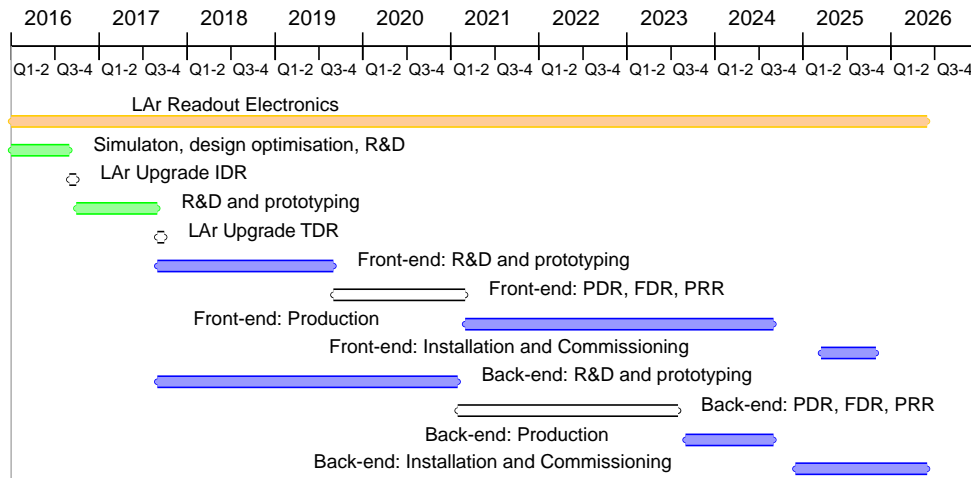 2016 2017 2018 2019 2020 2021 2022 2023 2024 2025 2026
Q1-2 Q3-4 Q1-2 Q3-4 Q1-2 Q3-4 Q1-2 Q3-4 Q1-2 Q3-4 Q1-2 Q3-4 Q1-2 Q3-4 Q1-2 Q3-4 Q1-2 Q3-4 Q1-2 Q3-4 Q1-2 Q3-4
LAr Readout Electronics
Simulaton, design optimisation, R&D
LAr Upgrade IDR
R&D and prototyping
LAr Upgrade TDR
Front-end: R&D and prototyping
Front-end: PDR, FDR, PRR
Front-end: Production
Front-end: Installation and Commissioning
Back-end: R&D and prototyping
Back-end: PDR, FDR, PRR
Back-end: Production
Back-end: Installation and Commissioning